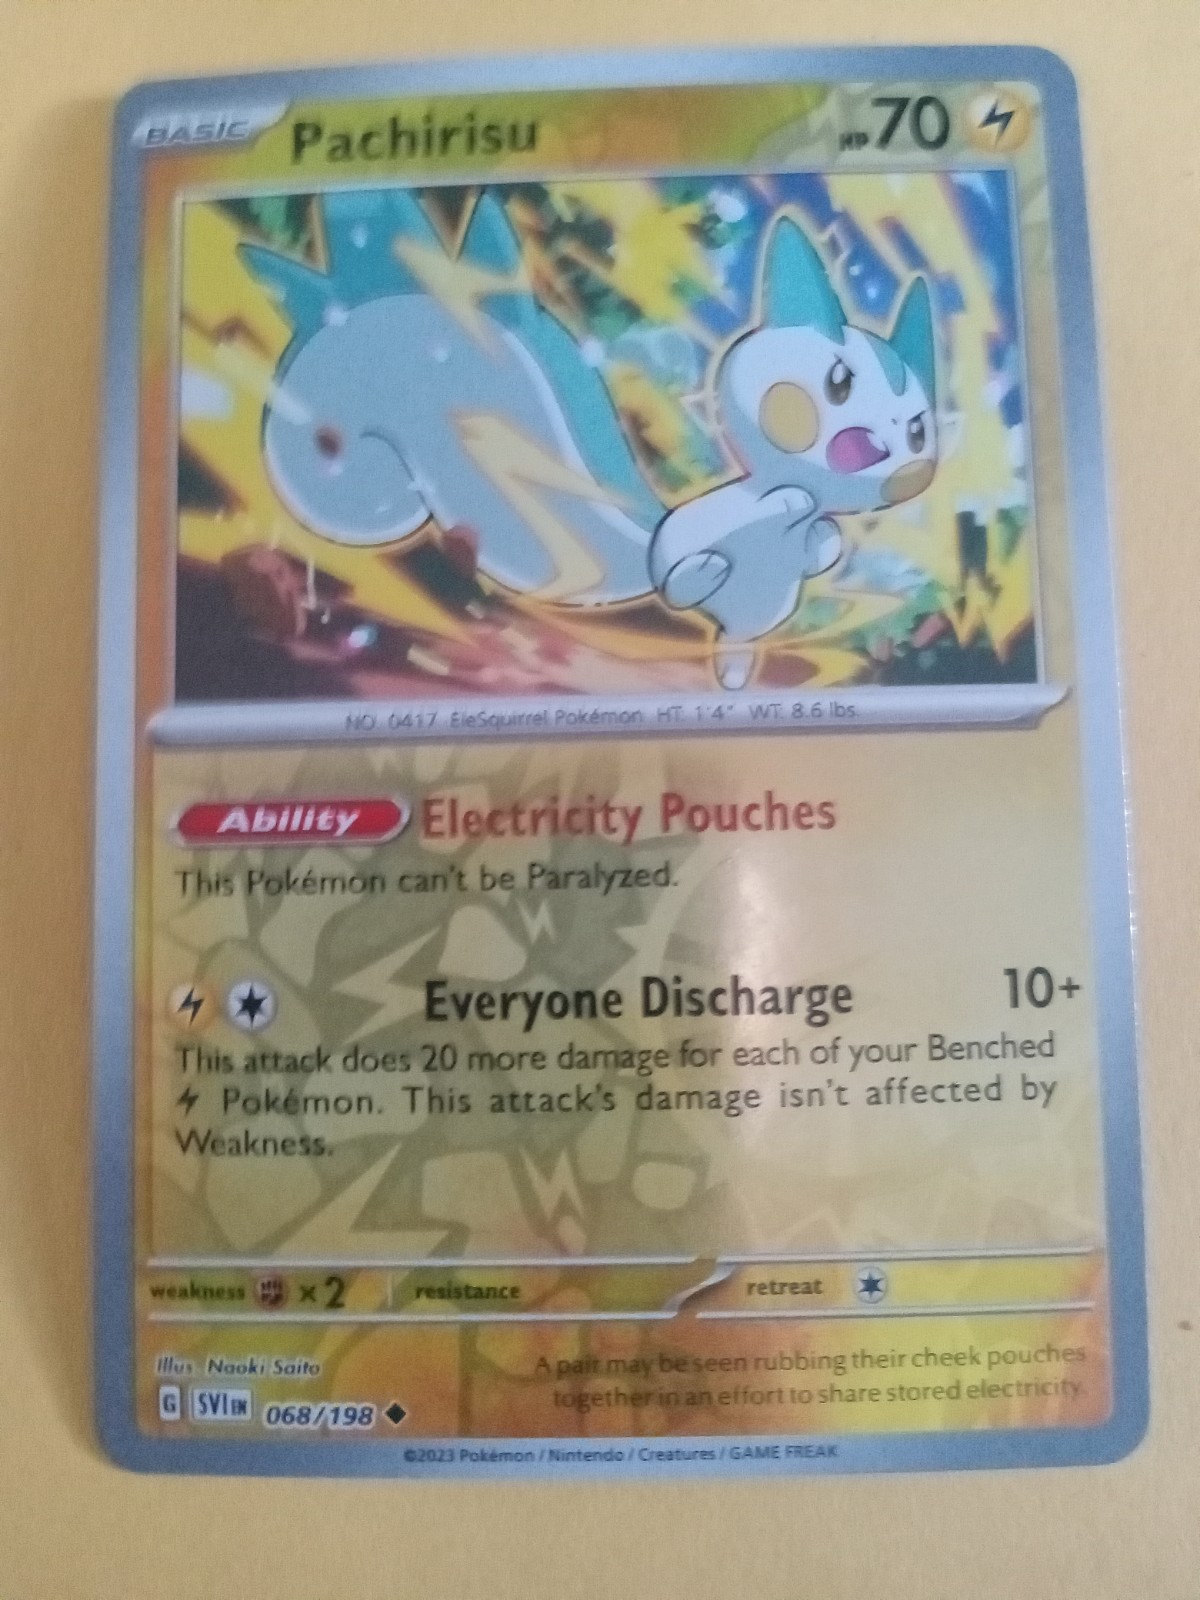 BASIC
Pachirisu
HP 70
NO. 0417 EleSquirrel Pokémon HT: 1'4" WT: 8.6 lbs.
Ability Electricity Pouches
This Pokémon can't be Paralyzed.
Everyone Discharge 10+
This attack does 20 more damage for each of your Benched
Pokémon. This attack's damage isn't affected by
Weakness.
weakness ×2 resistance retreat
Illus. Naoki Saito
A pair may be seen rubbing their cheek pouches
together in an effort to share stored electricity.
G SVI EN 068/198
©2023 Pokémon / Nintendo / Creatures / GAME FREAK